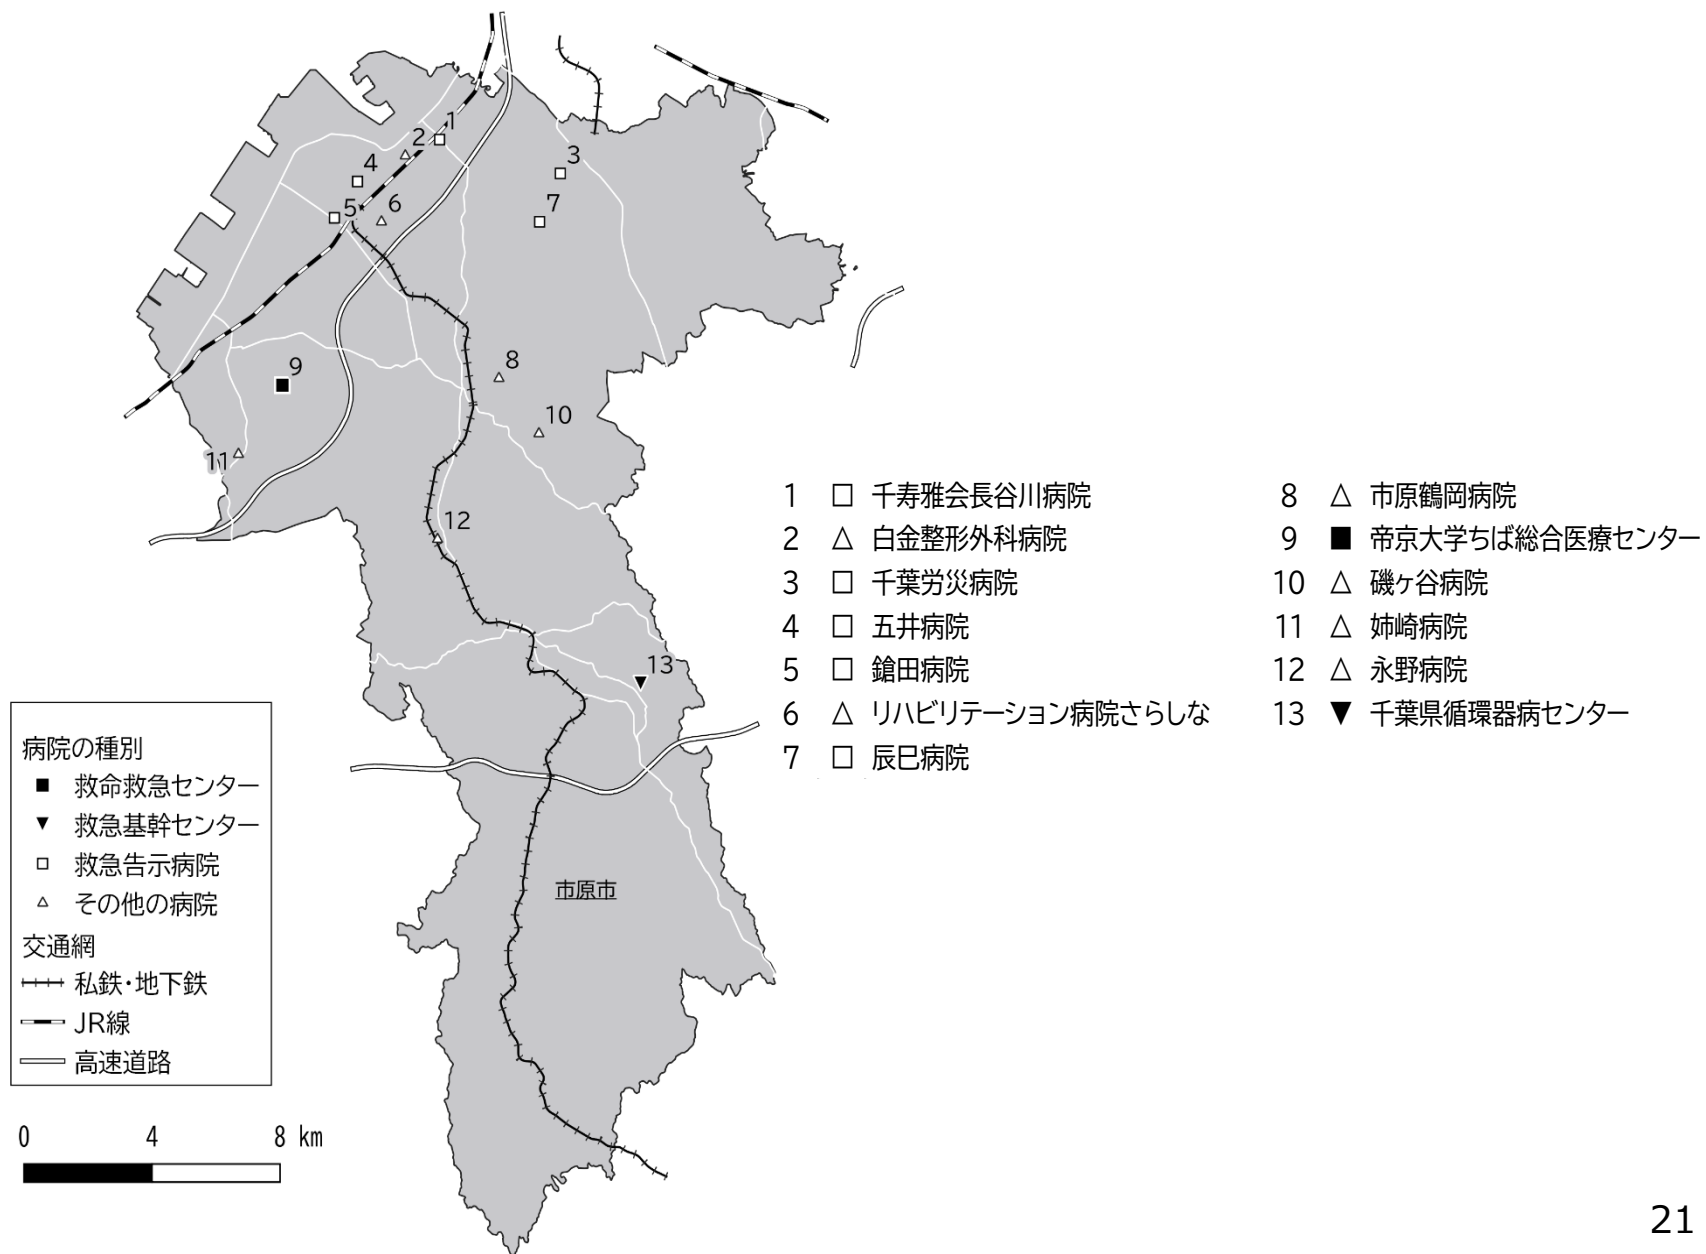 1
2
3
4
5
6
7
8
9
10
11
12
13
市原市
1 □ 千寿雅会長谷川病院
2 △ 白金整形外科病院
3 □ 千葉労災病院
4 □ 五井病院
5 □ 鎗田病院
6 △ リハビリテーション病院さらしな
7 □ 辰巳病院
8 △ 市原鶴岡病院
9 ■ 帝京大学ちば総合医療センター
10 △ 磯ヶ谷病院
11 △ 姉崎病院
12 △ 永野病院
13 ▼ 千葉県循環器病センター
病院の種別
■ 救命救急センター
▼ 救急基幹センター
□ 救急告示病院
△ その他の病院
交通網
私鉄・地下鉄
JR線
高速道路
0 4 8 km
21